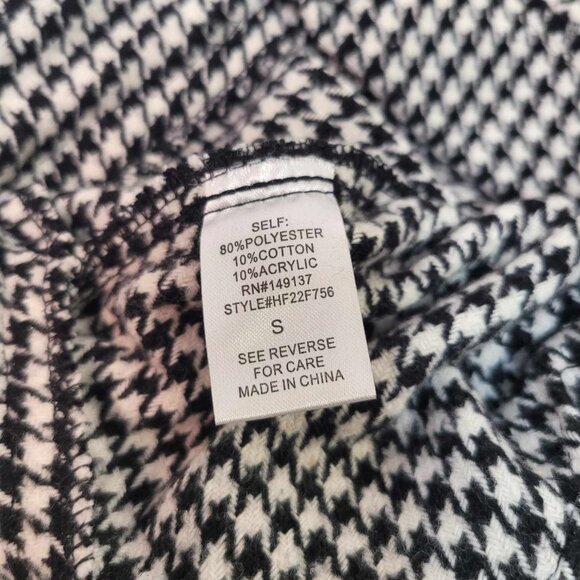 SELF:
80%POLYESTER
10%COTTON
10%ACRYLIC
RN#149137
STYLE#HF22F756
S
SEE REVERSE
FOR CARE
MADE IN CHINA